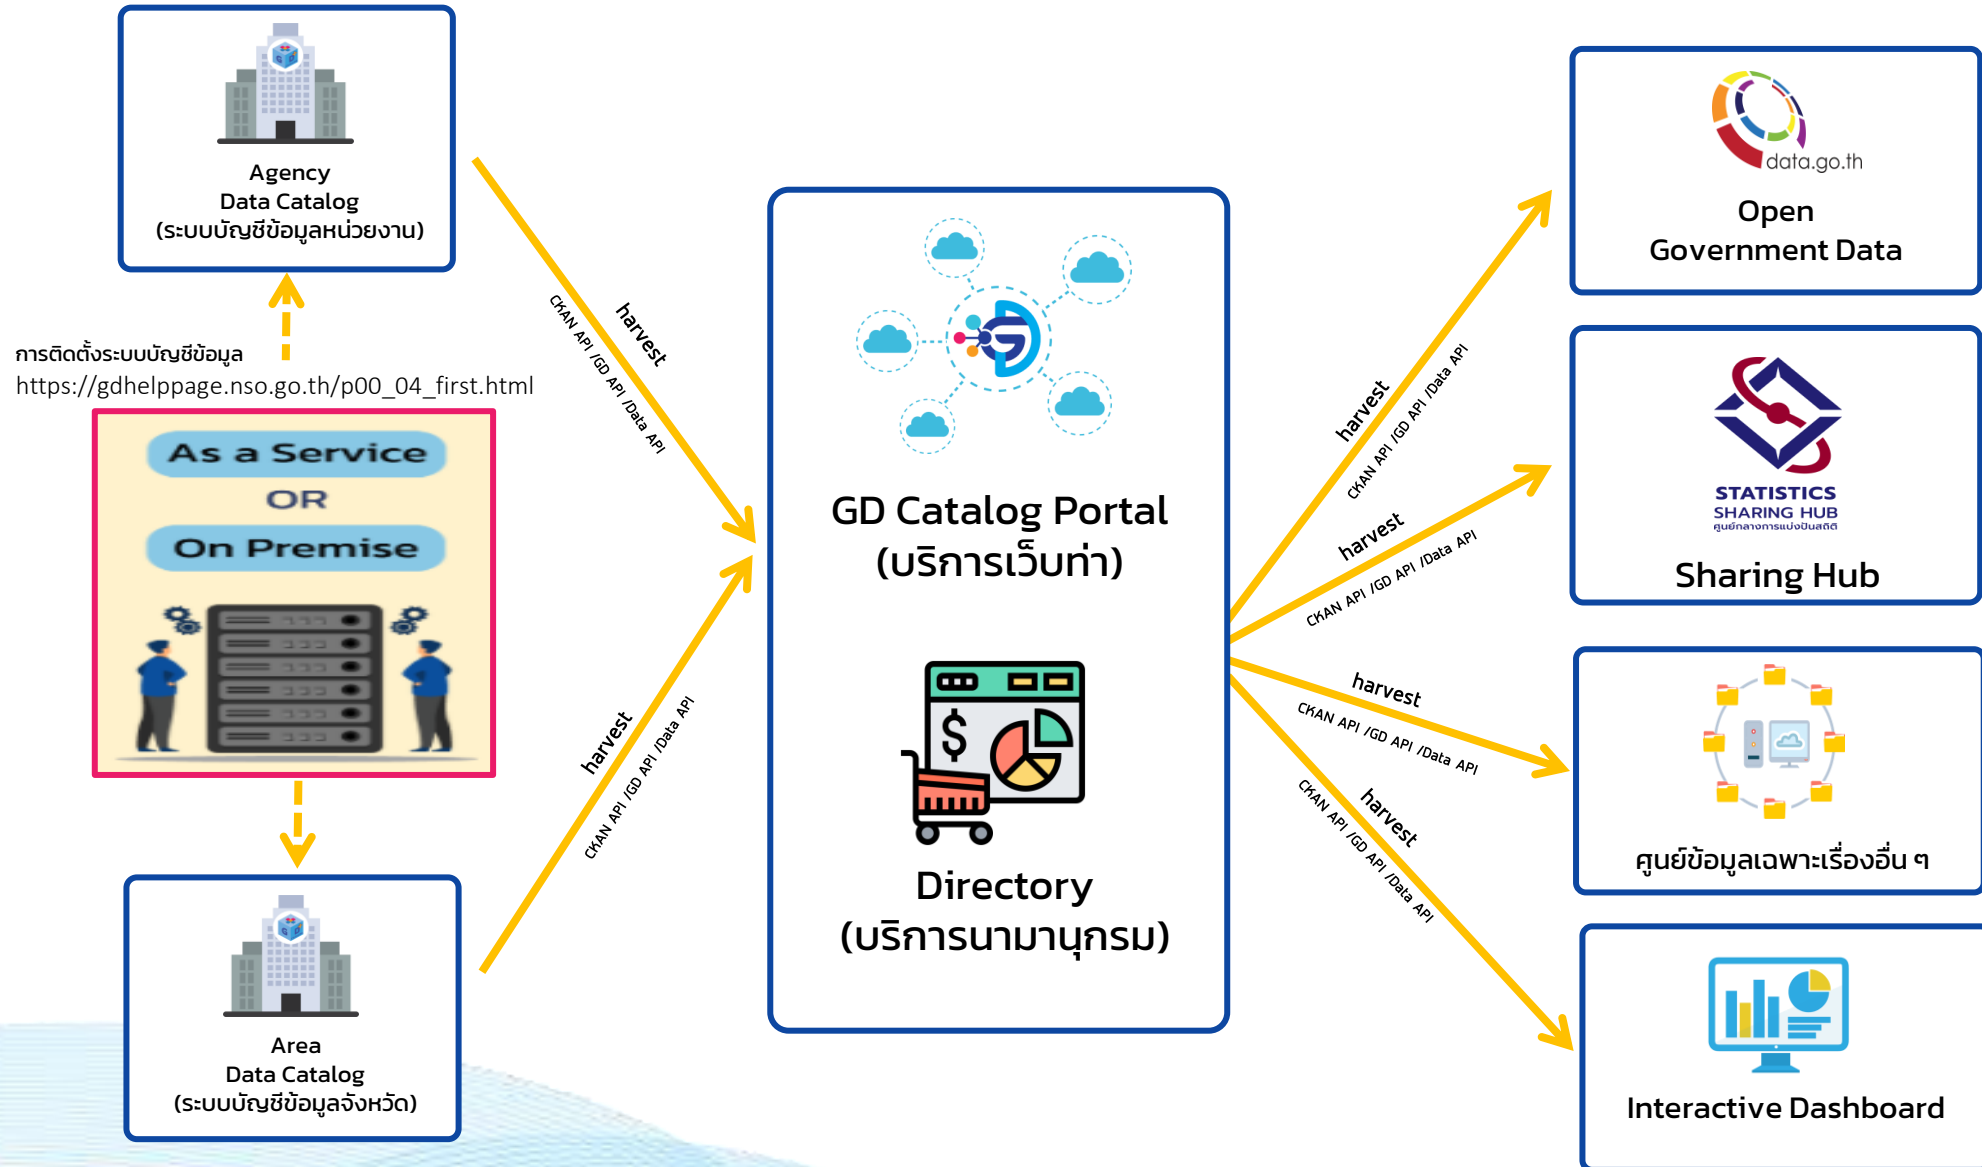 Agency
Data Catalog
(ระบบบัญชีข้อมูลหน่วยงาน)
การติดตั้งระบบบัญชีข้อมูล
https://gdhelppage.nso.go.th/p00_04_first.html
As a Service
OR
On Premise
Area
Data Catalog
(ระบบบัญชีข้อมูลจังหวัด)
harvest
CKAN API /GD API /Data API
harvest
CKAN API /GD API /Data API
GD Catalog Portal
(บริการเว็บท่า)
$
Directory
(บริการนามานุกรม)
harvest
CKAN API /GD API /Data API
harvest
CKAN API /GD API /Data API
harvest
CKAN API /GD API /Data API
harvest
CKAN API /GD API /Data API
data.go.th
Open
Government Data
STATISTICS
SHARING HUB
ศูนย์กลางการแบ่งปันสถิติ
Sharing Hub
ศูนย์ข้อมูลเฉพาะเรื่องอื่น ๆ
Interactive Dashboard